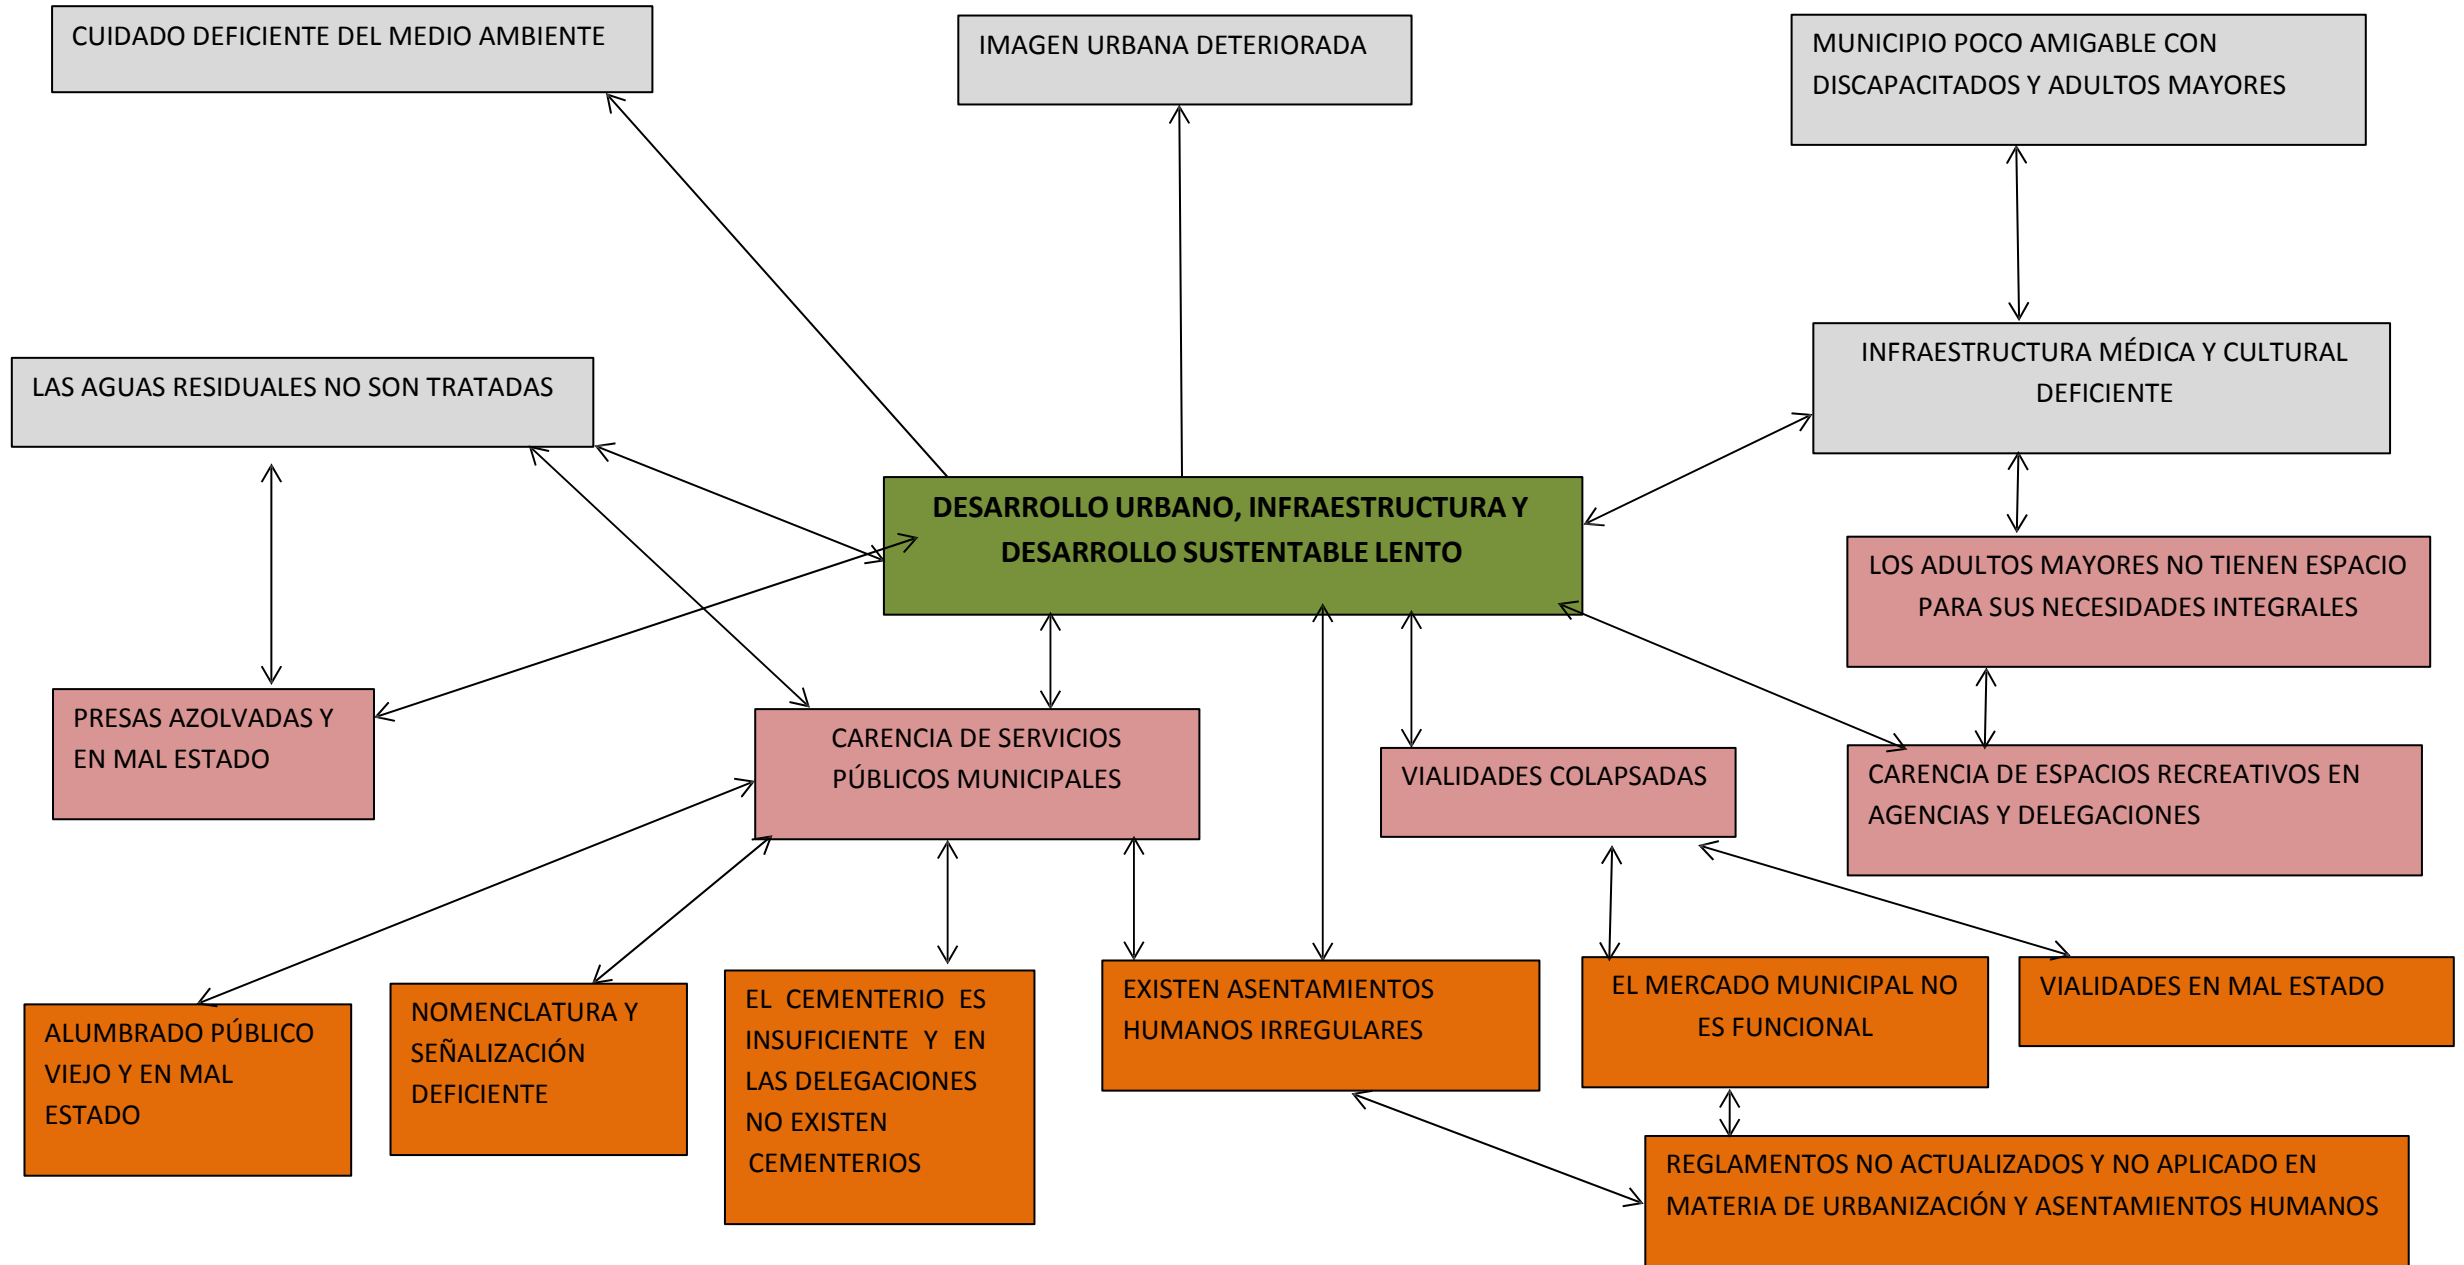 CUIDADO DEFICIENTE DEL MEDIO AMBIENTE
IMAGEN URBANA DETERIORADA
MUNICIPIO POCO AMIGABLE CON
DISCAPACITADOS Y ADULTOS MAYORES
LAS AGUAS RESIDUALES NO SON TRATADAS
INFRAESTRUCTURA MÉDICA Y CULTURAL
DEFICIENTE
DESARROLLO URBANO, INFRAESTRUCTURA Y
DESARROLLO SUSTENTABLE LENTO
LOS ADULTOS MAYORES NO TIENEN ESPACIO
PARA SUS NECESIDADES INTEGRALES
PRESAS AZOLVADAS Y
EN MAL ESTADO
CARENCIA DE SERVICIOS
PÚBLICOS MUNICIPALES
VIALIDADES COLAPSADAS
CARENCIA DE ESPACIOS RECREATIVOS EN
AGENCIAS Y DELEGACIONES
ALUMBRADO PÚBLICO
VIEJO Y EN MAL
ESTADO
NOMENCLATURA Y
SEÑALIZACIÓN
DEFICIENTE
EL CEMENTERIO ES
INSUFICIENTE Y EN
LAS DELEGACIONES
NO EXISTEN
CEMENTERIOS
EXISTEN ASENTAMIENTOS
HUMANOS IRREGULARES
EL MERCADO MUNICIPAL NO
ES FUNCIONAL
VIALIDADES EN MAL ESTADO
REGLAMENTOS NO ACTUALIZADOS Y NO APLICADO EN
MATERIA DE URBANIZACIÓN Y ASENTAMIENTOS HUMANOS